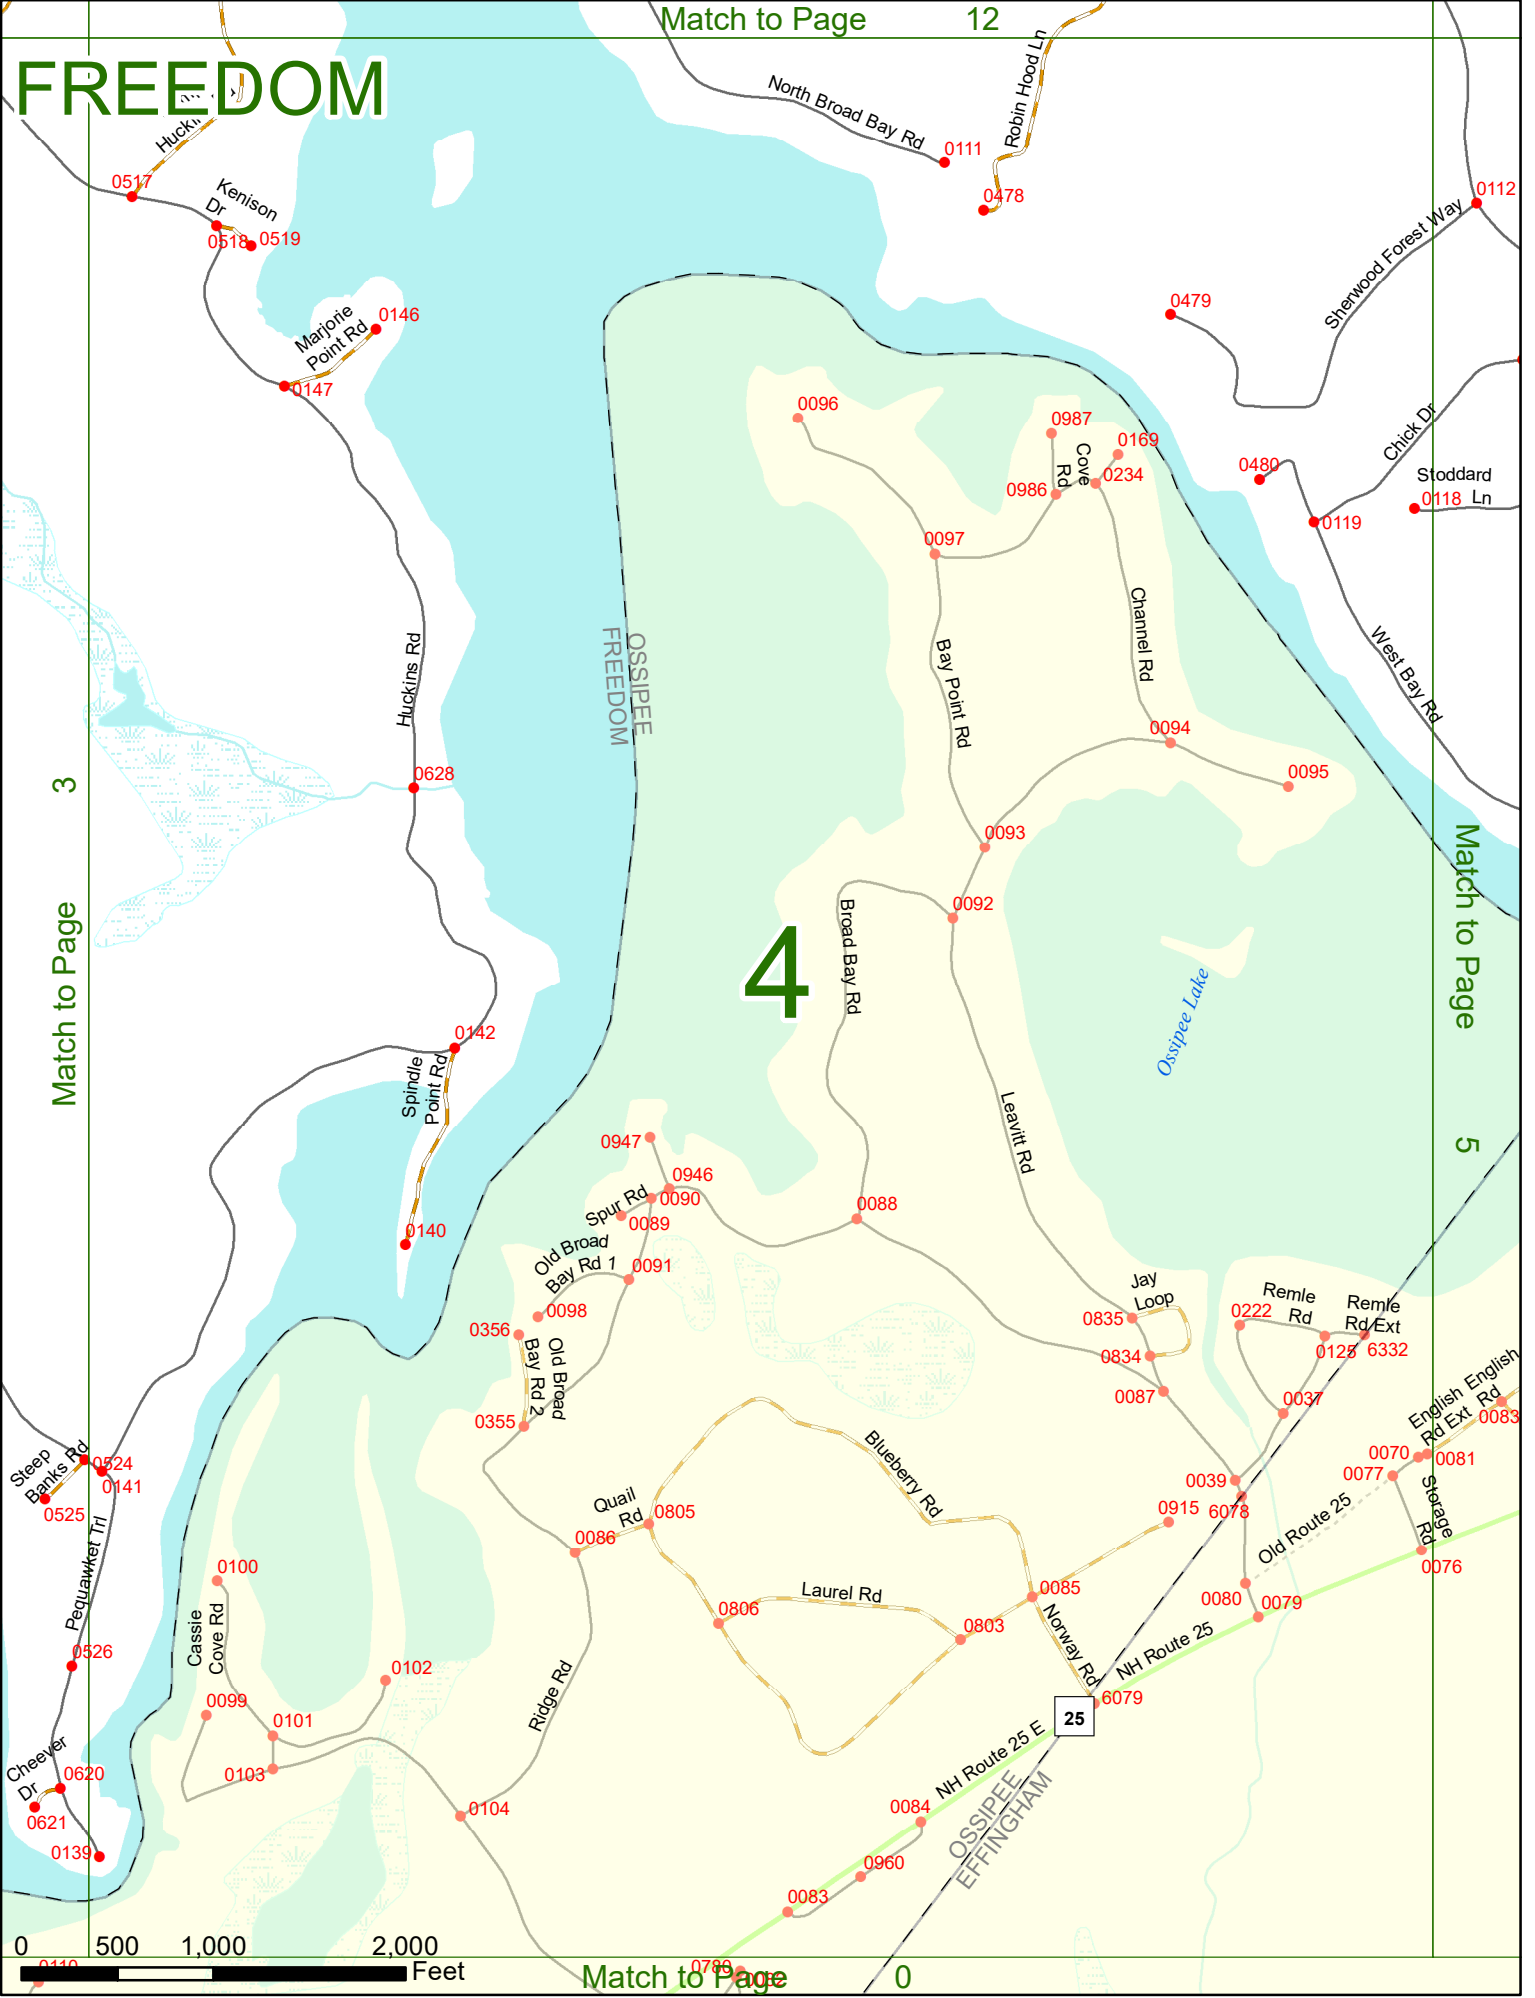 Match to Page 12
FREEDOM
North Broad Bay Rd
Robin Hood Ln
0111
0517
Kenison
Dr
0478
0112
0518
0519
Sherwood Forest Way
0479
Marjorie
Point Rd
0146
0147
0096
0987
0169
Chick Dr
Cove
Rd
0234
0480
Stoddard
Ln
0986
0118
0119
0097
Channel Rd
Huckins Rd
OSSIPEE
FREEDOM
Bay Point Rd
West Bay Rd
0094
3
0628
0095
0093
Match to Page
Match to Page
0092
Broad Bay Rd
4
Ossipee Lake
0142
Spindle
Point Rd
Leavitt Rd
5
0947
0946
Spur Rd
0090
0089
0088
0140
Old Broad
Bay Rd 1
0091
Jay
Loop
Remle
Rd
Remle
Rd Ext
0098
0835
0222
0356
Old Broad
Bay Rd 2
0834
0125
6332
English
Rd Ext
English
Rd
0087
0037
0083
0355
Blueberry Rd
Steep
Banks Rd
0524
0070
0081
0141
0077
0039
Storage
Rd
Quail
Rd
0525
0805
0915
6078
Old Route 25
0086
Pequawket Trl
0100
0076
Laurel Rd
0085
0080
0079
Cassie
Cove Rd
0806
0803
Norway Rd
NH Route 25
0526
0102
Ridge Rd
0099
6079
0101
25
Cheever
Dr
0620
0103
NH Route 25 E
0621
0104
0084
OSSIPEE
EFFINGHAM
0139
0960
0083
0 500 1,000 2,000
Feet
0110
0780
0082
Match to Page 0